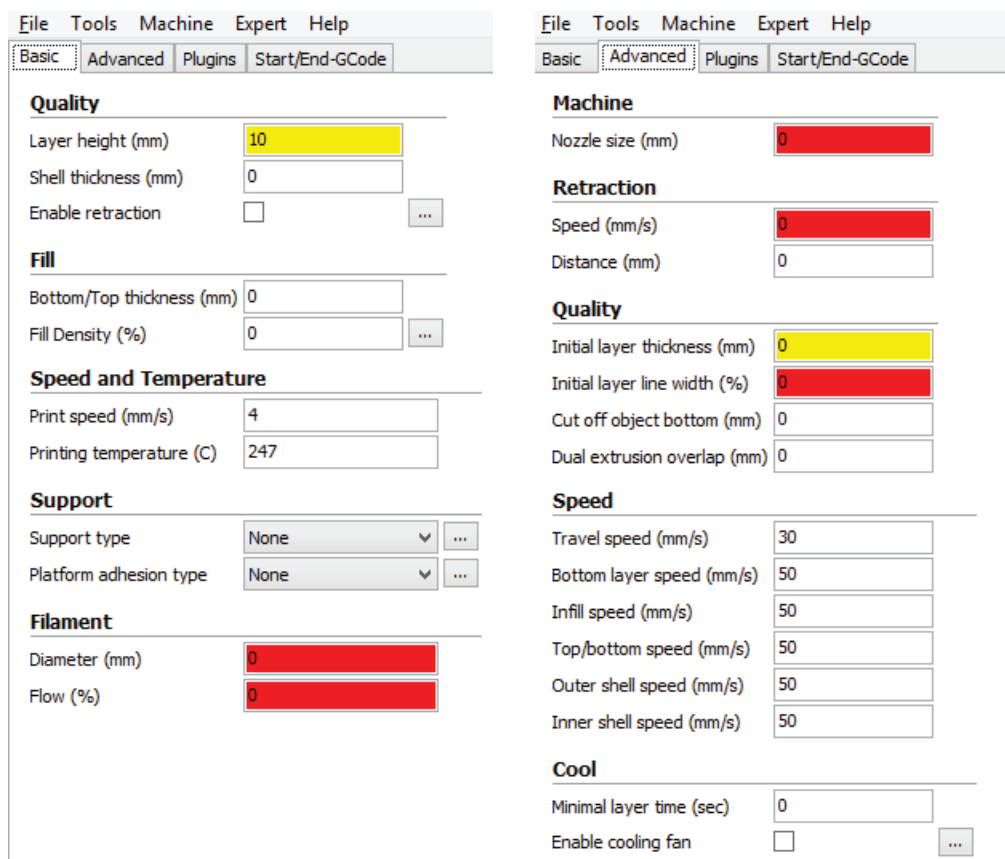 File Tools Machine Expert Help
Basic Advanced Plugins Start/End-GCode
Quality
Layer height (mm) 10
Shell thickness (mm) 0
Enable retraction ...
Fill
Bottom/Top thickness (mm) 0
Fill Density (%) 0 ...
Speed and Temperature
Print speed (mm/s) 4
Printing temperature (C) 247
Support
Support type None ...
Platform adhesion type None ...
Filament
Diameter (mm) 0
Flow (%) 0
File Tools Machine Expert Help
Basic Advanced Plugins Start/End-GCode
Machine
Nozzle size (mm) 0
Retraction
Speed (mm/s) 0
Distance (mm) 0
Quality
Initial layer thickness (mm) 0
Initial layer line width (%) 0
Cut off object bottom (mm) 0
Dual extrusion overlap (mm) 0
Speed
Travel speed (mm/s) 30
Bottom layer speed (mm/s) 50
Infill speed (mm/s) 50
Top/bottom speed (mm/s) 50
Outer shell speed (mm/s) 50
Inner shell speed (mm/s) 50
Cool
Minimal layer time (sec) 0
Enable cooling fan ...